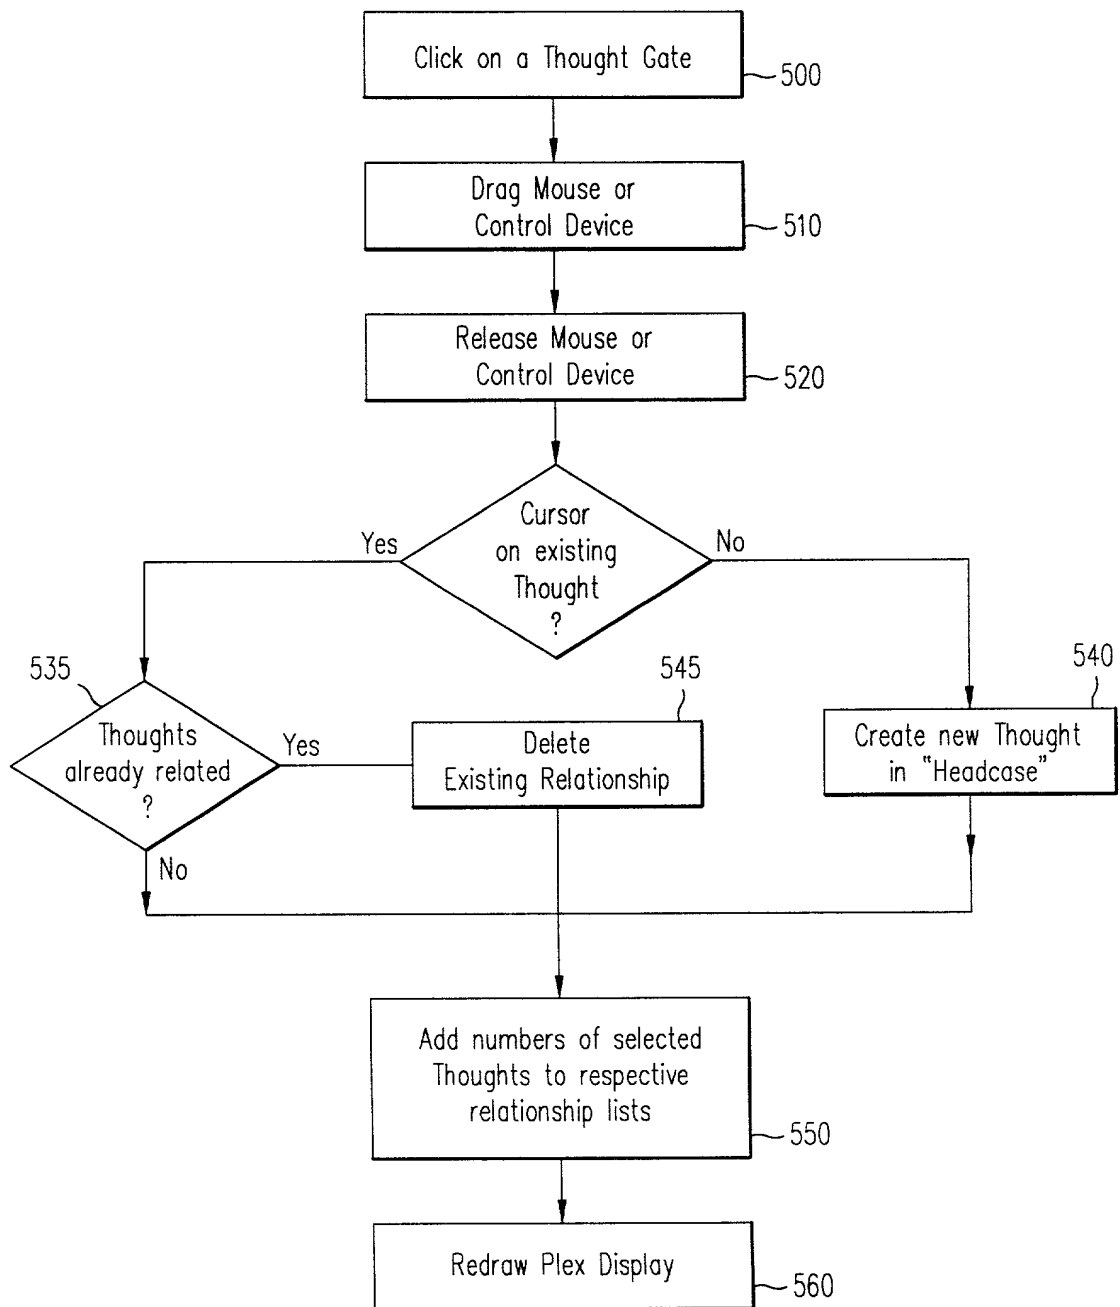 Click on a Thought Gate
500
Drag Mouse or
Control Device
510
Release Mouse or
Control Device
520
Cursor
on existing
Thought
?
Yes
No
535
Thoughts
already related
?
Yes
No
545
Delete
Existing Relationship
540
Create new Thought
in "Headcase"
Add numbers of selected
Thoughts to respective
relationship lists
550
Redraw Plex Display
560